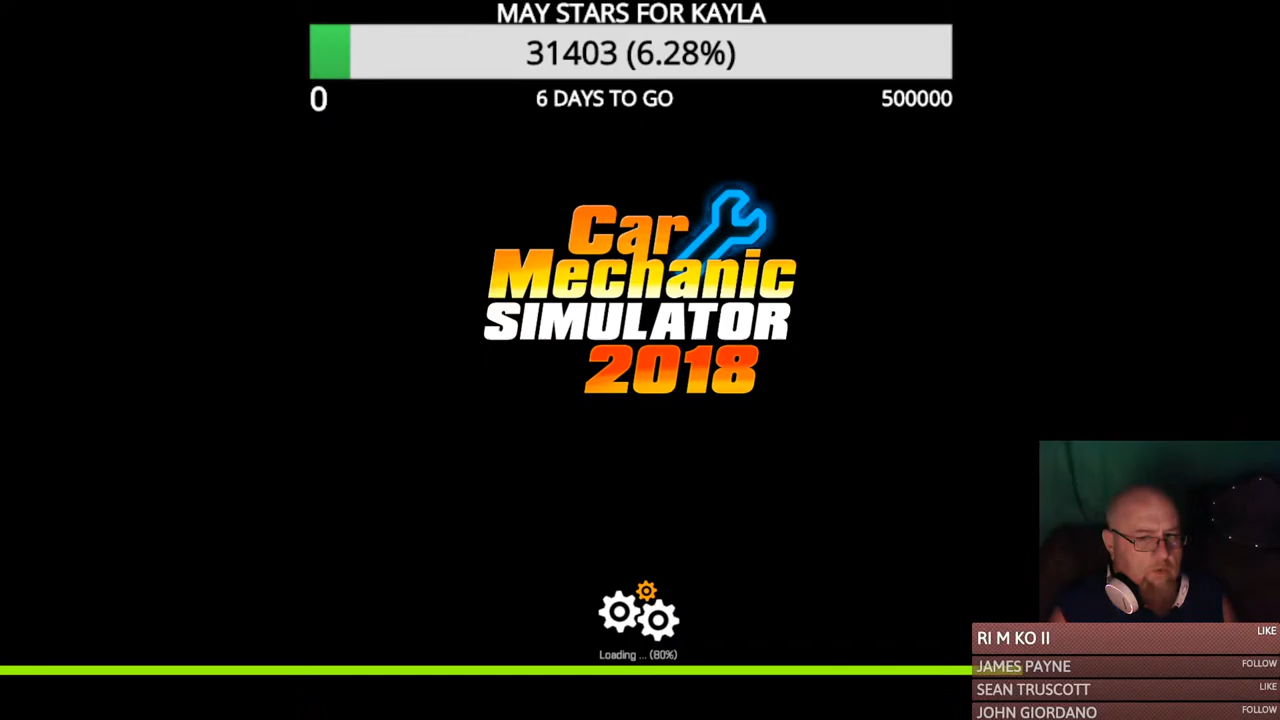 MAY STARS FOR KAYLA
31403 (6.28%)
0 6 DAYS TO GO 500000
Car
Mechanic
SIMULATOR
2018
Loading ... (80%)
RI M KO II LIKE
JAMES PAYNE FOLLOW
SEAN TRUSCOTT LIKE
JOHN GIORDANO FOLLOW